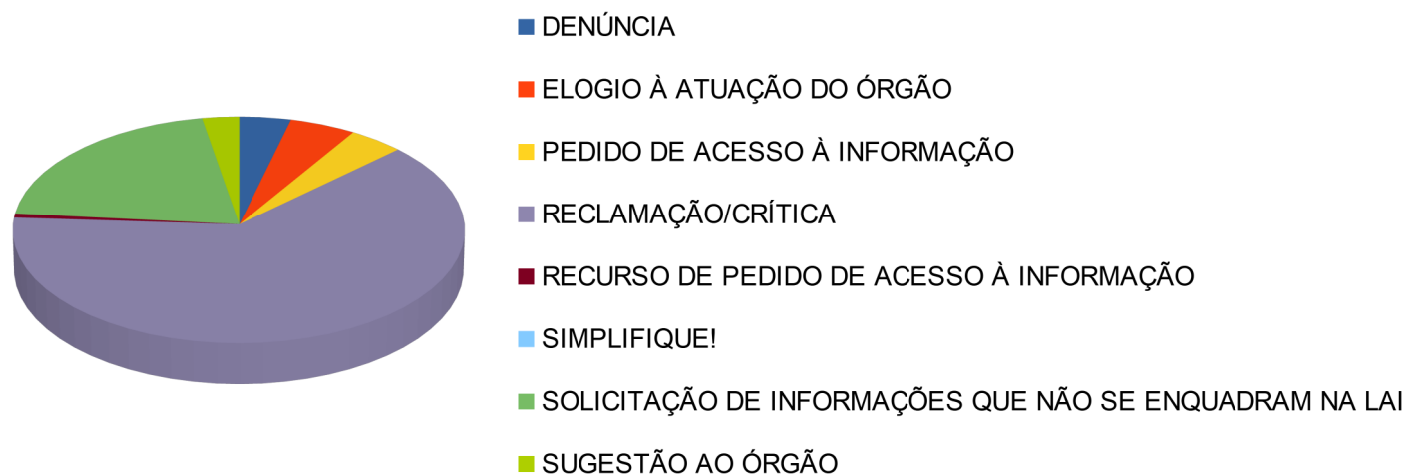 DENÚNCIA
ELOGIO À ATUAÇÃO DO ÓRGÃO
PEDIDO DE ACESSO À INFORMAÇÃO
RECLAMAÇÃO/CRÍTICA
RECURSO DE PEDIDO DE ACESSO À INFORMAÇÃO
SIMPLIFIQUE!
SOLICITAÇÃO DE INFORMAÇÕES QUE NÃO SE ENQUADRAM NA LAI
SUGESTÃO AO ÓRGÃO